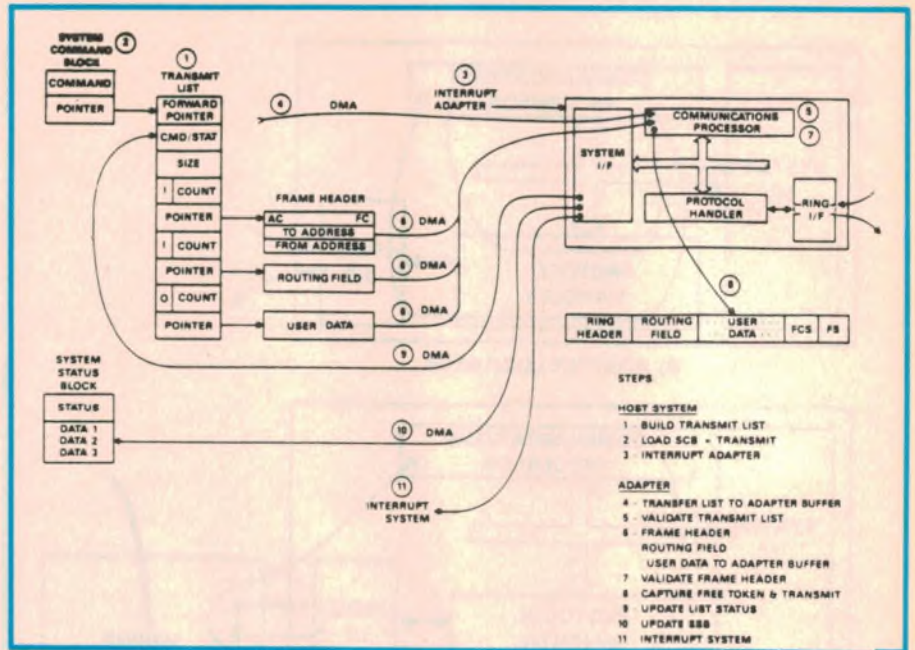 SYSTEM
COMMAND
BLOCK
2
COMMAND
POINTER
1
TRANSMIT
LIST
FORWARD
POINTER
CMD/STAT
SIZE
1 COUNT
POINTER
1 COUNT
POINTER
0 COUNT
POINTER
4 DMA
3
INTERRUPT
ADAPTER
SYSTEM
I/F
COMMUNICATIONS
PROCESSOR
5
7
PROTOCOL
HANDLER
RING
I/F
FRAME HEADER
AC FC
TO ADDRESS
FROM ADDRESS
ROUTING FIELD
USER DATA
6 DMA
6 DMA
6 DMA
9 DMA
8
RING
HEADER
ROUTING
FIELD
USER
DATA
FCS
FS
SYSTEM
STATUS
BLOCK
STATUS
DATA 1
DATA 2
DATA 3
10 DMA
11
INTERRUPT
SYSTEM
STEPS
HOST SYSTEM
1 - BUILD TRANSMIT LIST
2 - LOAD SCB - TRANSMIT
3 - INTERRUPT ADAPTER
ADAPTER
4 - TRANSFER LIST TO ADAPTER BUFFER
5 - VALIDATE TRANSMIT LIST
6 - FRAME HEADER
ROUTING FIELD
USER DATA TO ADAPTER BUFFER
7 - VALIDATE FRAME HEADER
8 - CAPTURE FREE TOKEN & TRANSMIT
9 - UPDATE LIST STATUS
10 UPDATE SSB
11 INTERRUPT SYSTEM